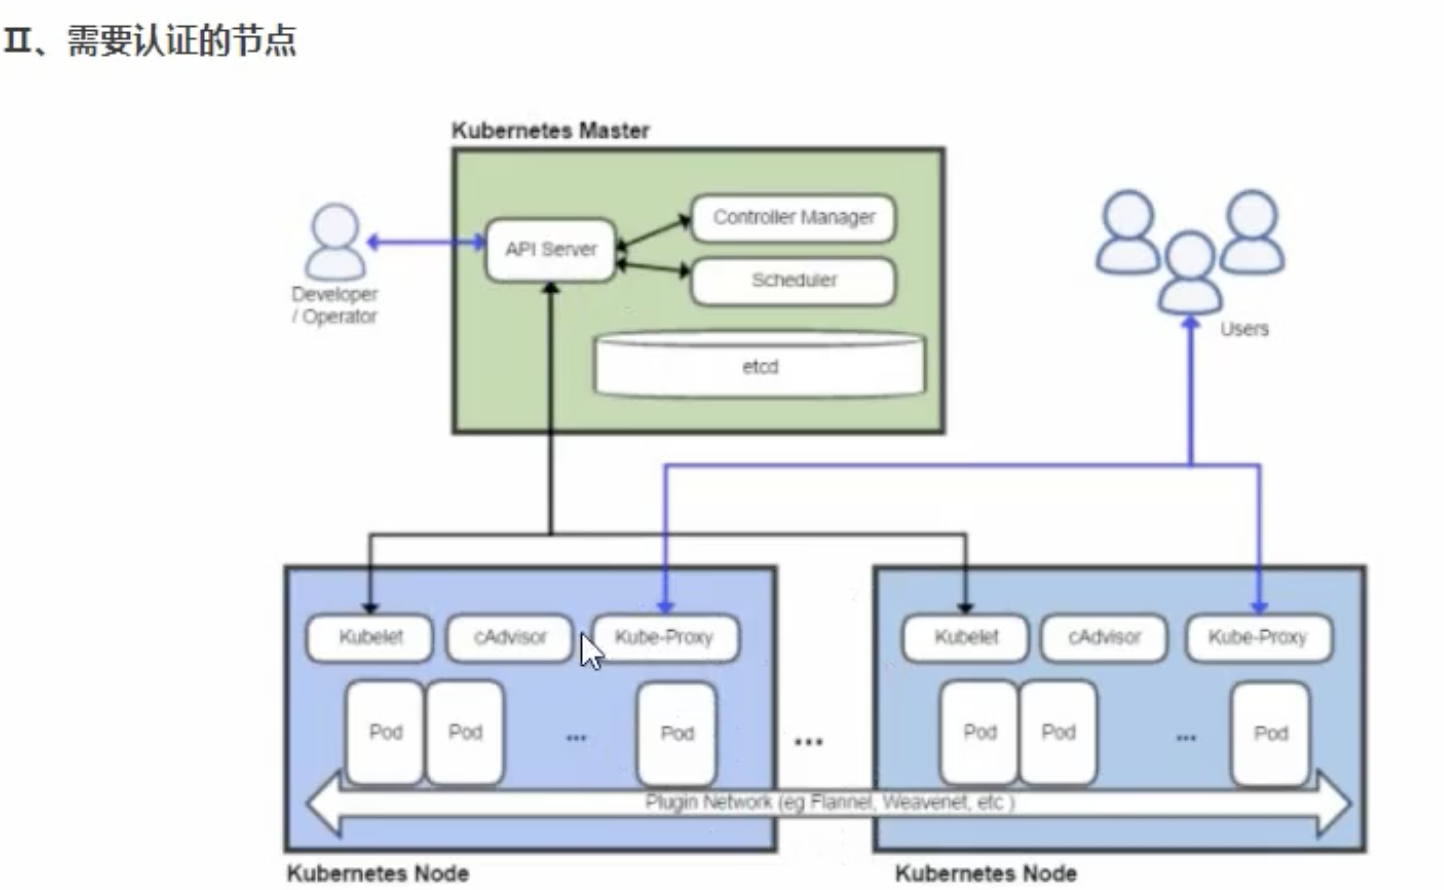 Ⅱ、需要认证的节点
Kubernetes Master
Controller Manager
API Server
Scheduler
Developer
/ Operator
Users
etcd
Kubelet
cAdvisor
Kube-Proxy
Kubelet
cAdvisor
Kube-Proxy
Pod
Pod
...
Pod
...
Pod
Pod
...
Pod
Plugin Network (eg Flannel, Weavenet, etc )
Kubernetes Node
Kubernetes Node